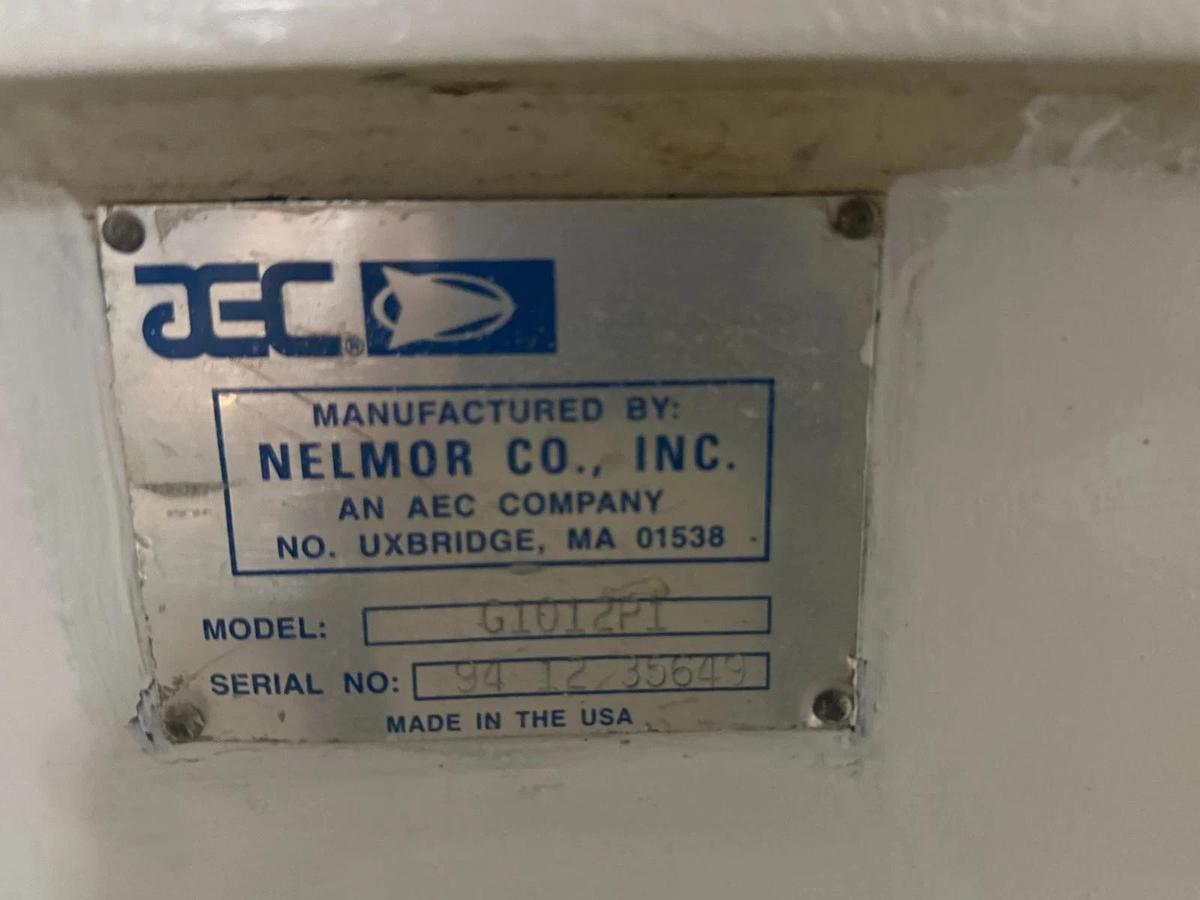 AEC®
MANUFACTURED BY:
NELMOR CO., INC.
AN AEC COMPANY
NO. UXBRIDGE, MA 01538
MODEL: G1012P1
SERIAL NO: 94 12 35649
MADE IN THE USA